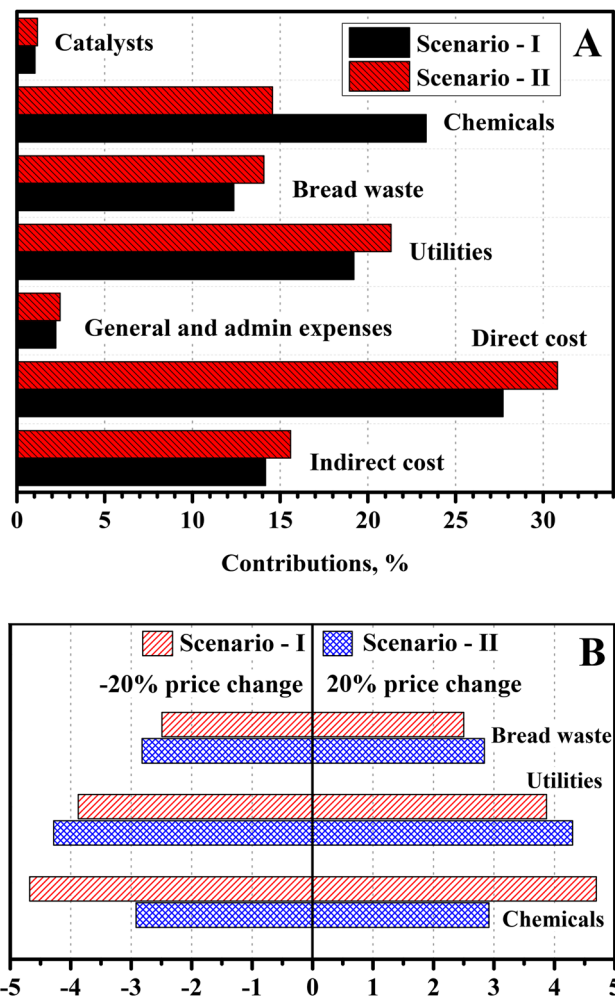 Catalysts
Scenario - I
A
Scenario - II
Chemicals
Bread waste
Utilities
General and admin expenses
Direct cost
Indirect cost
0 5 10 15 20 25 30
Contributions, %
Scenario - I Scenario - II B
-20% price change 20% price change
Bread waste
Utilities
Chemicals
-5 -4 -3 -2 -1 0 1 2 3 4 5